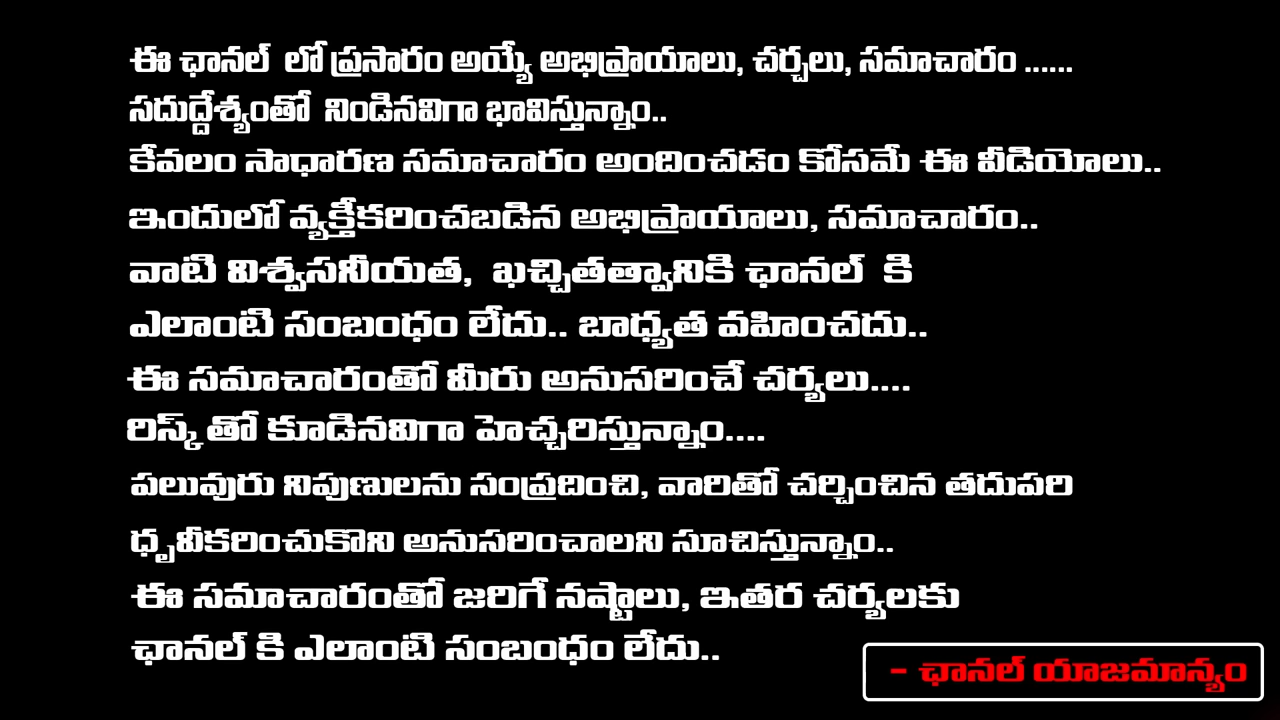 ఈ ఛానల్ లో ప్రసారం అయ్యే అభిప్రాయాలు, చర్చలు, సమాచారం ......
సదుద్దేశ్యంతో నిండినవిగా భావిస్తున్నాం..
కేవలం సాధారణ సమాచారం అందించడం కోసమే ఈ వీడియోలు..
ఇందులో వ్యక్తీకరించబడిన అభిప్రాయాలు, సమాచారం..
వాటి విశ్వసనీయత, ఖచ్చితత్వానికి ఛానల్ కి
ఎలాంటి సంబంధం లేదు.. బాధ్యత వహించదు..
ఈ సమాచారంతో మీరు అనుసరించే చర్యలు....
రిస్క్ తో కూడినవిగా హెచ్చరిస్తున్నాం....
పలువురు నిపుణులను సంప్రదించి, వారితో చర్చించిన తదుపరి
ధృవీకరించుకొని అనుసరించాలని సూచిస్తున్నాం..
ఈ సమాచారంతో జరిగే నష్టాలు, ఇతర చర్యలకు
ఛానల్ కి ఎలాంటి సంబంధం లేదు..
- ఛానల్ యాజమాన్యం